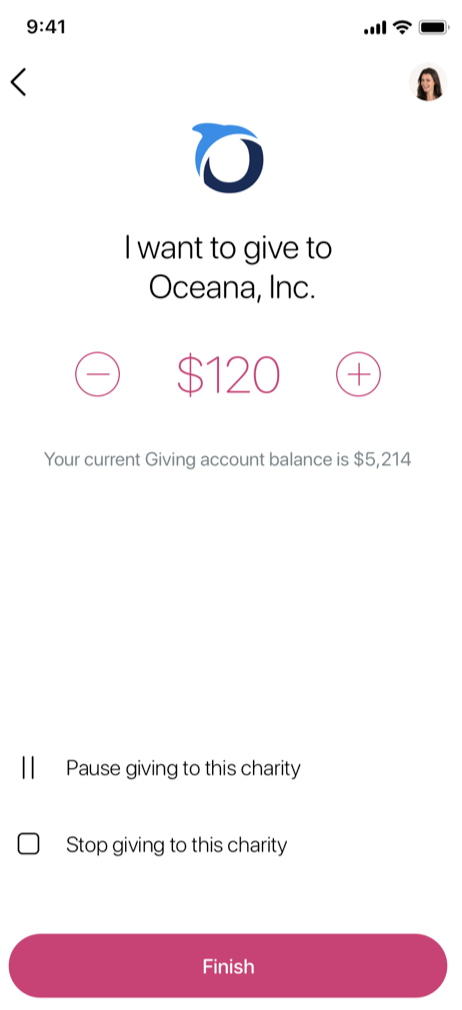 9:41
I want to give to
Oceana, Inc.
$120
Your current Giving account balance is $5,214
Pause giving to this charity
Stop giving to this charity
Finish